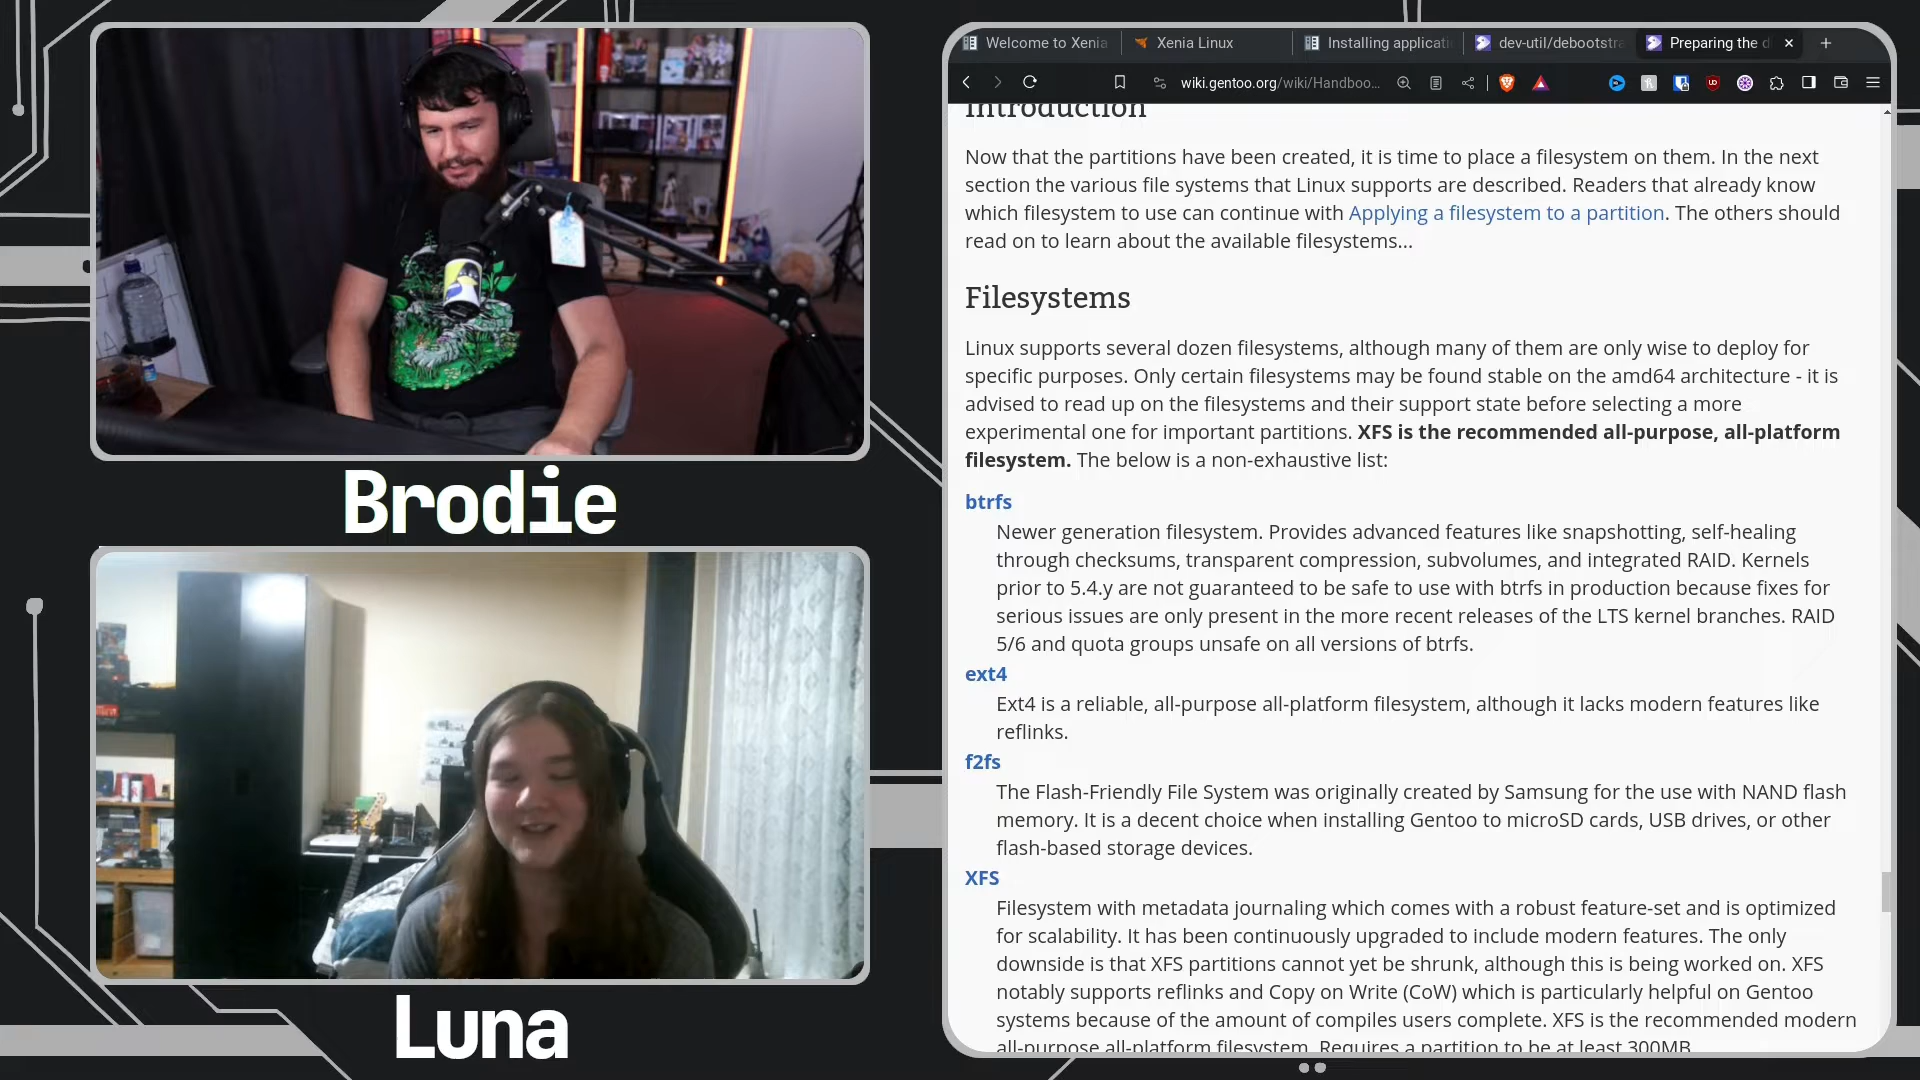 Brodie
Luna
Welcome to Xenia
Xenia Linux
Installing applicati
dev-util/debootstra
Preparing the d
wiki.gentoo.org/wiki/Handboo...
Introduction
Now that the partitions have been created, it is time to place a filesystem on them. In the next
section the various file systems that Linux supports are described. Readers that already know
which filesystem to use can continue with Applying a filesystem to a partition. The others should
read on to learn about the available filesystems...
Filesystems
Linux supports several dozen filesystems, although many of them are only wise to deploy for
specific purposes. Only certain filesystems may be found stable on the amd64 architecture - it is
advised to read up on the filesystems and their support state before selecting a more
experimental one for important partitions. XFS is the recommended all-purpose, all-platform
filesystem. The below is a non-exhaustive list:
btrfs
Newer generation filesystem. Provides advanced features like snapshotting, self-healing
through checksums, transparent compression, subvolumes, and integrated RAID. Kernels
prior to 5.4.y are not guaranteed to be safe to use with btrfs in production because fixes for
serious issues are only present in the more recent releases of the LTS kernel branches. RAID
5/6 and quota groups unsafe on all versions of btrfs.
ext4
Ext4 is a reliable, all-purpose all-platform filesystem, although it lacks modern features like
reflinks.
f2fs
The Flash-Friendly File System was originally created by Samsung for the use with NAND flash
memory. It is a decent choice when installing Gentoo to microSD cards, USB drives, or other
flash-based storage devices.
XFS
Filesystem with metadata journaling which comes with a robust feature-set and is optimized
for scalability. It has been continuously upgraded to include modern features. The only
downside is that XFS partitions cannot yet be shrunk, although this is being worked on. XFS
notably supports reflinks and Copy on Write (CoW) which is particularly helpful on Gentoo
systems because of the amount of compiles users complete. XFS is the recommended modern
all-purpose all-platform filesystem. Requires a partition to be at least 300MB.